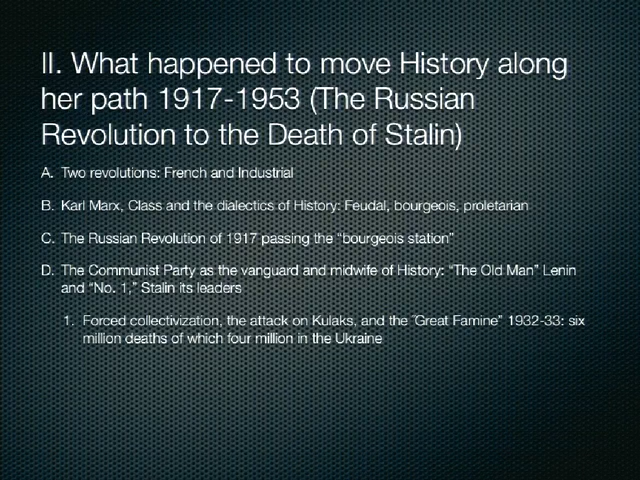 II. What happened to move History along
her path 1917-1953 (The Russian
Revolution to the Death of Stalin)
A. Two revolutions: French and Industrial
B. Karl Marx, Class and the dialectics of History: Feudal, bourgeois, proletarian
C. The Russian Revolution of 1917 passing the “bourgeois station”
D. The Communist Party as the vanguard and midwife of History: “The Old Man” Lenin
and “No. 1,” Stalin its leaders
1. Forced collectivization, the attack on Kulaks, and the “Great Famine” 1932-33: six
million deaths of which four million in the Ukraine